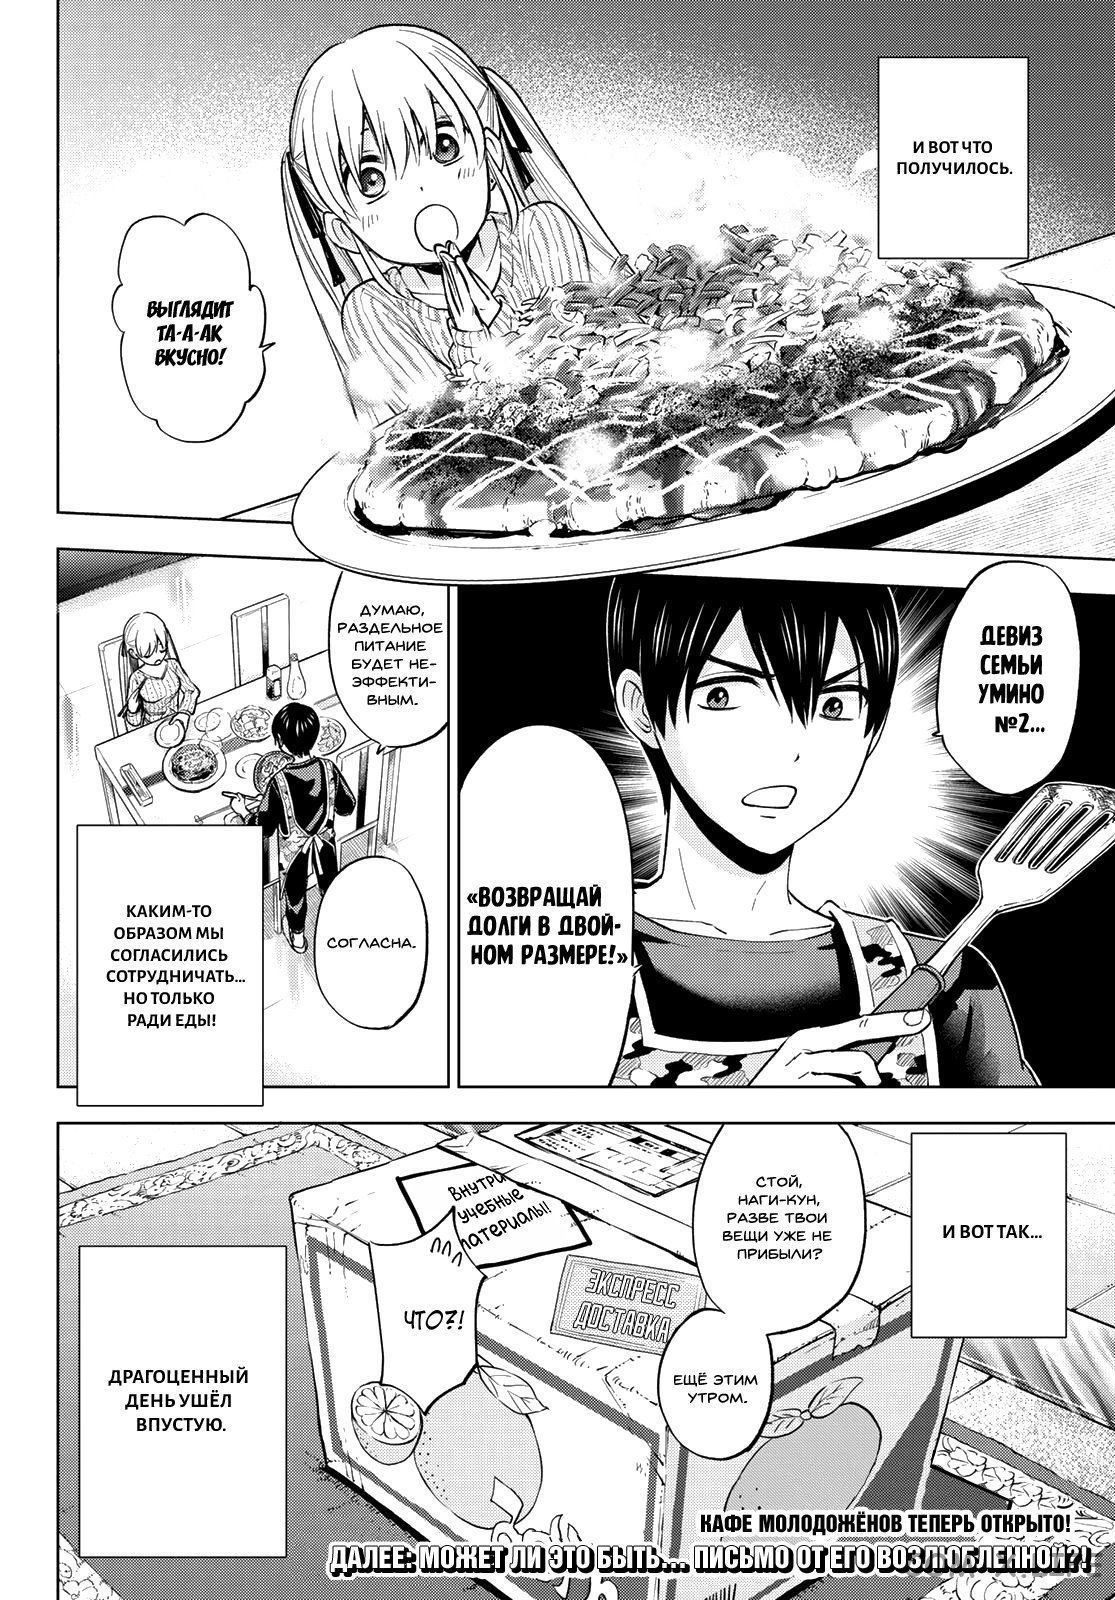 И ВОТ ЧТО
ПОЛУЧИЛОСЬ.
ВЫГЛЯДИТ
ТА-А-АК
ВКУСНО!
ДЕВИЗ
СЕМЬИ
УМИНО
№2...
«ВОЗВРАЩАЙ
ДОЛГИ В ДВОЙ-
НОМ РАЗМЕРЕ!»
ДУМАЮ,
РАЗДЕЛЬНОЕ
ПИТАНИЕ
БУДЕТ НЕ-
ЭФФЕКТИ-
ВНЫМ.
СОГЛАСНА.
КАКИМ-ТО
ОБРАЗОМ МЫ
СОГЛАСИЛИСЬ
СОТРУДНИЧАТЬ...
НО ТОЛЬКО
РАДИ ЕДЫ!
И ВОТ ТАК...
СТОЙ,
НАГИ-КУН,
РАЗВЕ ТВОИ
ВЕЩИ УЖЕ НЕ
ПРИБЫЛИ?
ЕЩЁ ЭТИМ
УТРОМ.
Внутри
учебные
материалы!
ЭКСПРЕСС
ДОСТАВКА
ЧТО?!
ДРАГОЦЕННЫЙ
ДЕНЬ УШЁЛ
ВПУСТУЮ.
КАФЕ МОЛОДОЖЁНОВ ТЕПЕРЬ ОТКРЫТО!
ДАЛЕЕ: МОЖЕТ ЛИ ЭТО БЫТЬ... ПИСЬМО ОТ ЕГО ВОЗЛЮБЛЕННОЙ?!